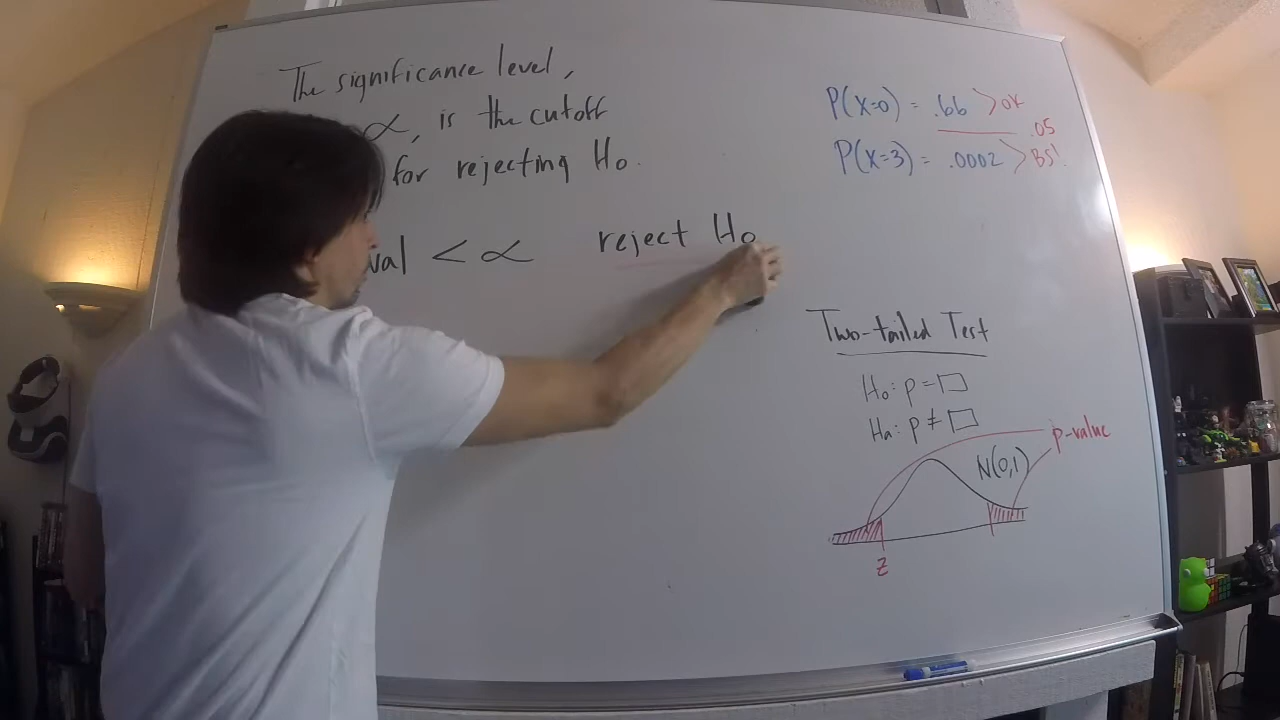 The significance level,
α, is the cutoff
for rejecting H₀.
val < α reject H₀
P(X=0) = .66 > OK
.05
P(X=3) = .0002 > BS!
Two-tailed Test
H₀: p = □
Ha: p ≠ □
p-value
N(0,1)
z